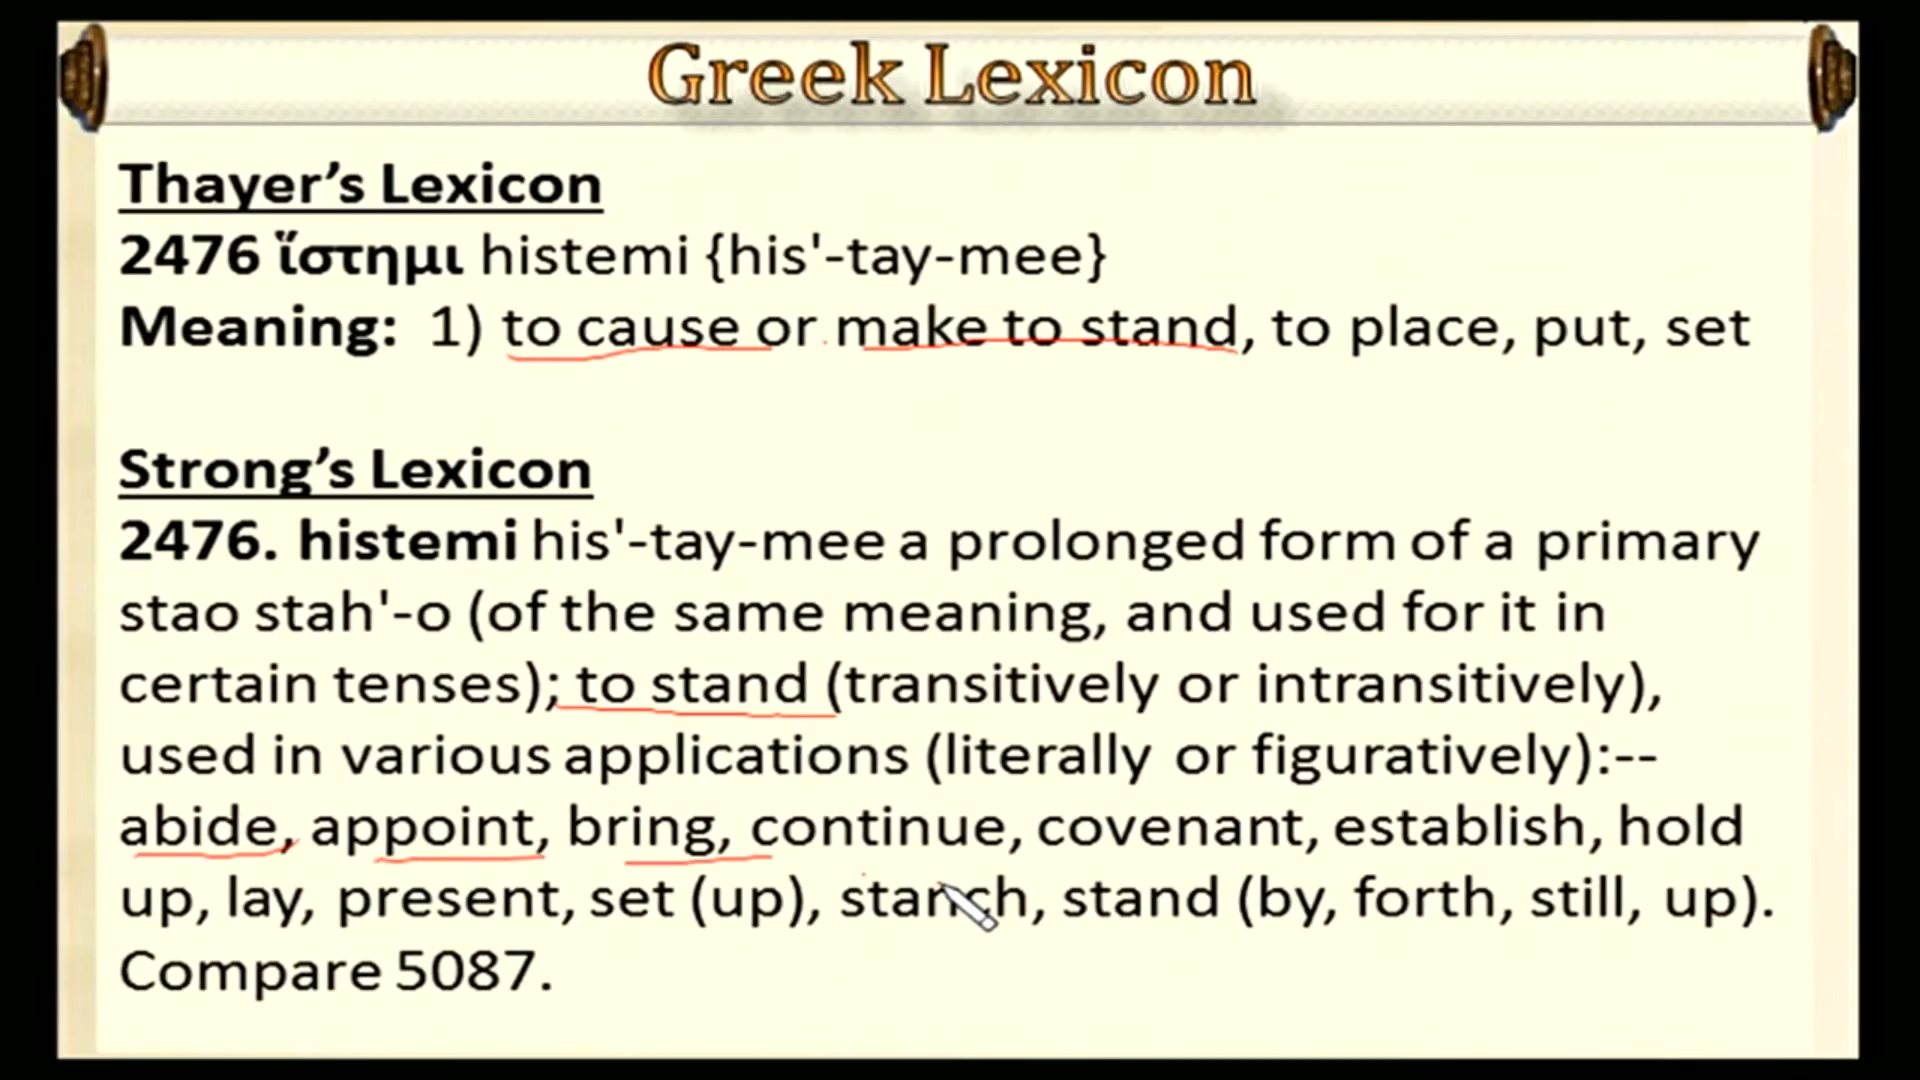 Greek Lexicon
Thayer’s Lexicon
2476 ἵστημι histemi {his'-tay-mee}
Meaning: 1) to cause or make to stand, to place, put, set
Strong’s Lexicon
2476. histemi his'-tay-mee a prolonged form of a primary
stao stah'-o (of the same meaning, and used for it in
certain tenses); to stand (transitively or intransitively),
used in various applications (literally or figuratively):--
abide, appoint, bring, continue, covenant, establish, hold
up, lay, present, set (up), stanch, stand (by, forth, still, up).
Compare 5087.